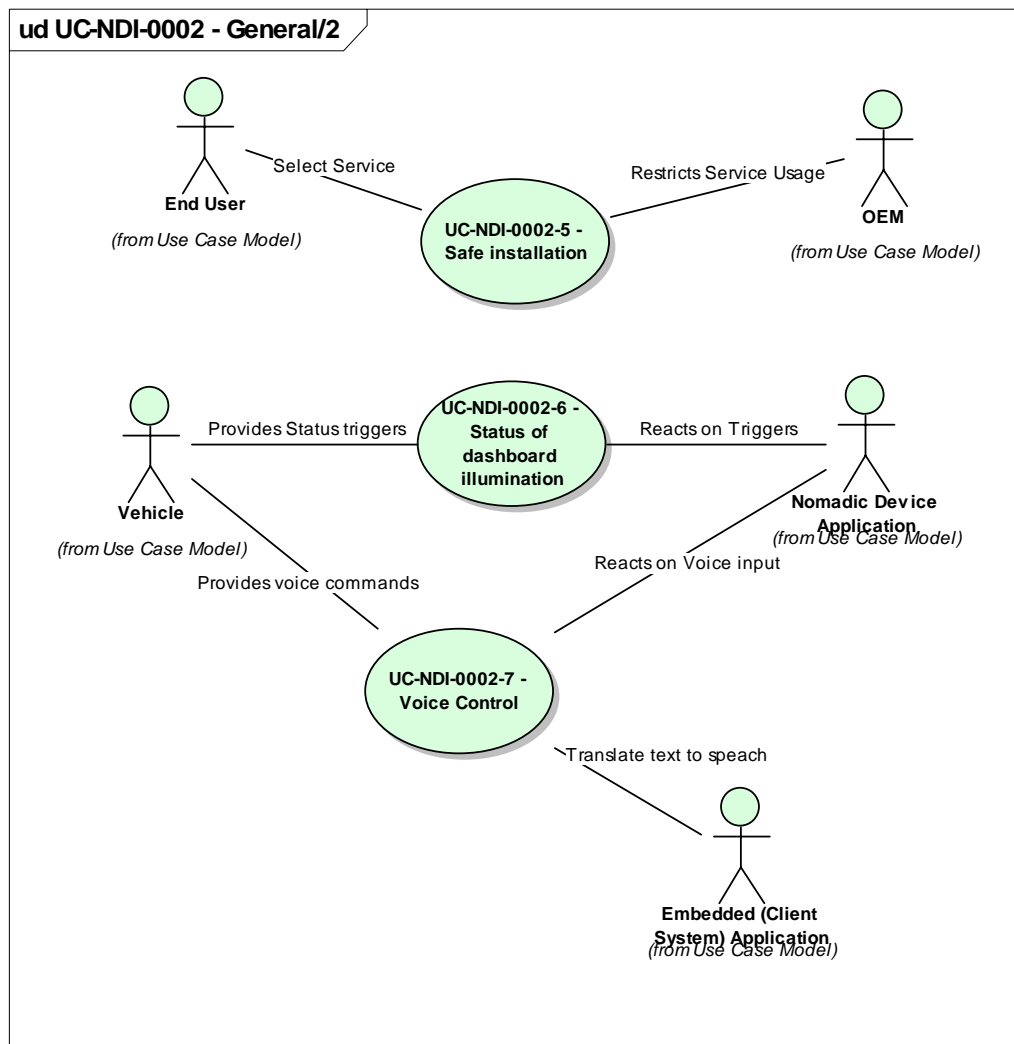 ud UC-NDI-0002 - General/2
Select Service
Restricts Service Usage
End User
(from Use Case Model)
OEM
(from Use Case Model)
UC-NDI-0002-5 -
Safe installation
UC-NDI-0002-6 -
Status of
dashboard
illumination
Provides Status triggers
Reacts on Triggers
Vehicle
(from Use Case Model)
Nomadic Device
Application
(from Use Case Model)
Provides voice commands
Reacts on Voice input
UC-NDI-0002-7 -
Voice Control
Translate text to speach
Embedded (Client
System) Application
(from Use Case Model)